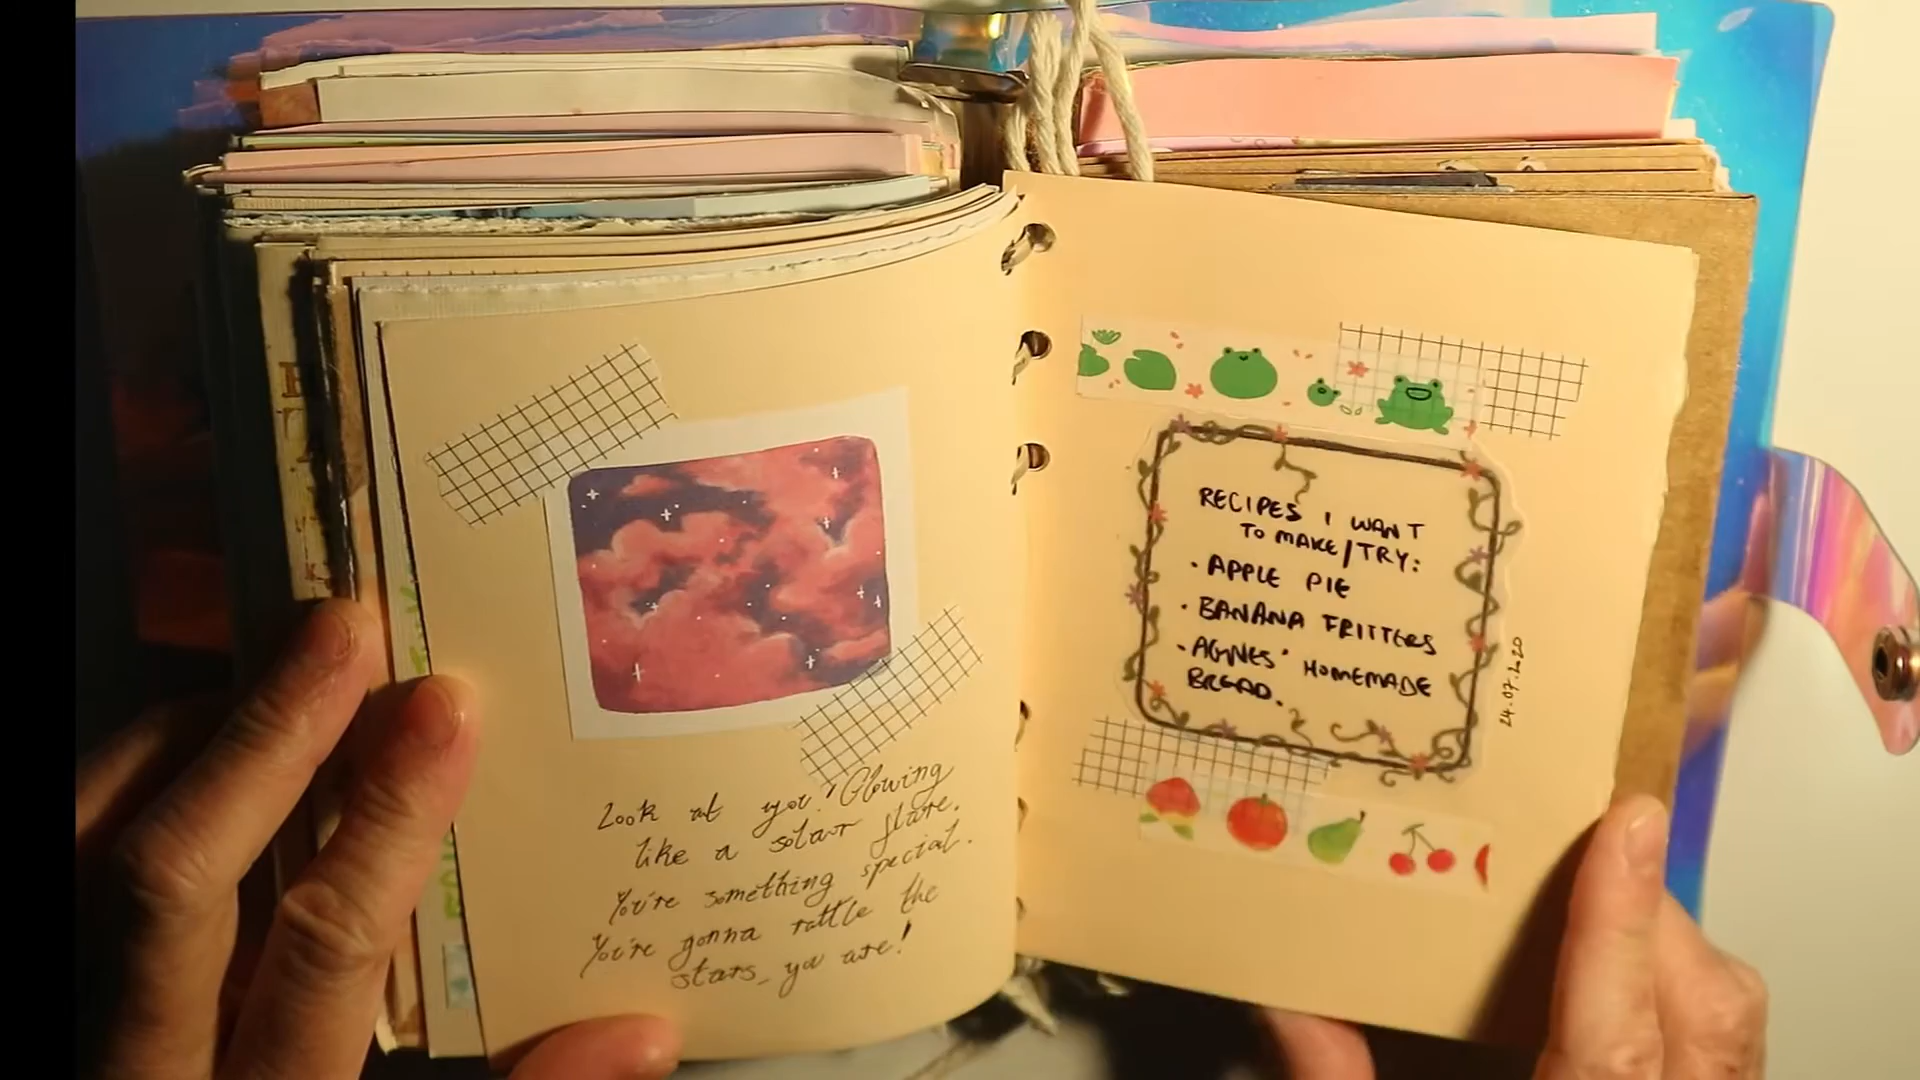 Look at you! Glowing
like a solar flare.
You're something special.
You're gonna rattle the
stars, you are!
RECIPES I WANT
TO MAKE/TRY:
• APPLE PIE
• BANANA FRITTERS
• AGNES' HOMEMADE
BREAD.
24.07.2020